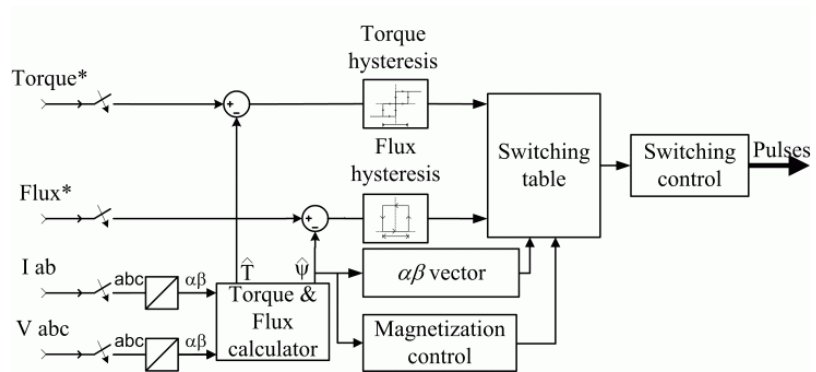 Torque
hysteresis
Torque*
+
−
Flux
hysteresis
Switching
table
Switching
control
Pulses
Flux*
+
−
I ab
abc
αβ
T̂
ψ̂
Torque &
Flux
calculator
αβ vector
V abc
abc
αβ
Magnetization
control